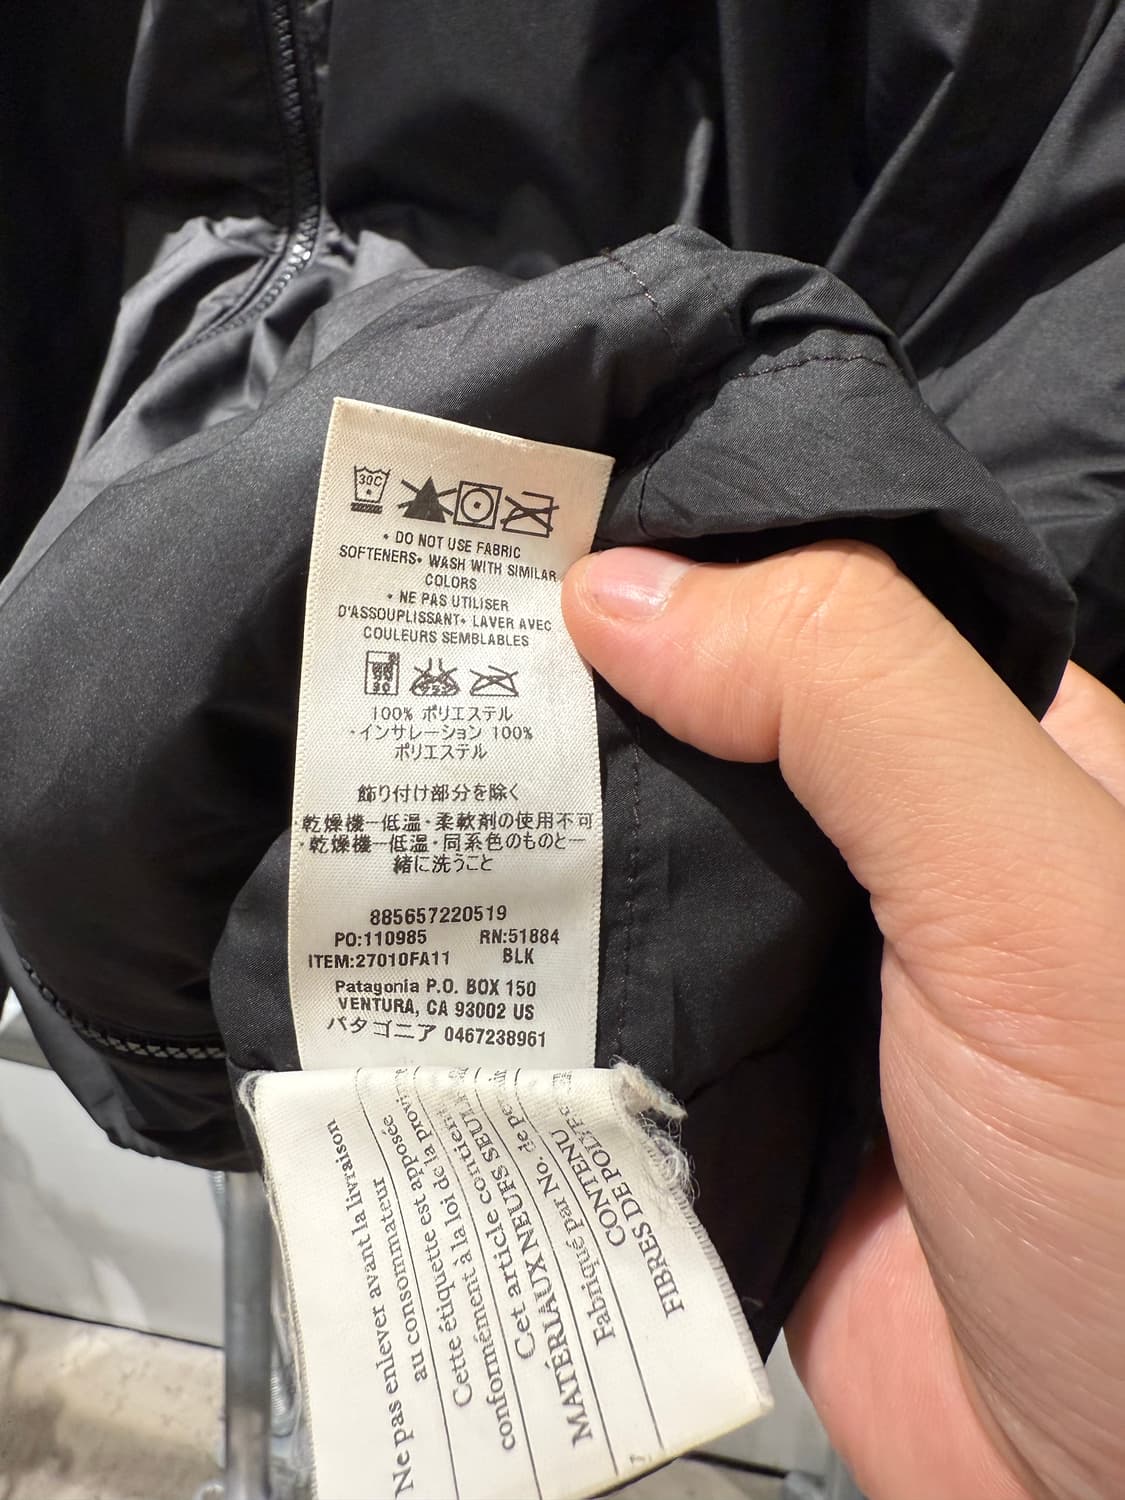 30C
• DO NOT USE FABRIC
SOFTENERS• WASH WITH SIMILAR
COLORS
• NE PAS UTILISER
D'ASSOUPLISSANT• LAVER AVEC
COULEURS SEMBLABLES
100% ポリエステル
・インサレーション 100%
ポリエステル
飾り付け部分を除く
・乾燥機ー低温・柔軟剤の使用不可
・乾燥機ー低温・同系色のものと一
緒に洗うこと
885657220519
PO:110985 RN:51884
ITEM:27010FA11 BLK
Patagonia P.O. BOX 150
VENTURA, CA 93002 US
パタゴニア 0467238961
Ne pas enlever avant la livraison
au consommateur
Cette étiquette est apposée
conformément à la loi de la
Cet article contient
MATÉRIAUX NEUFS
Fabriqué par No. de
CONTENU
FIBRES DE